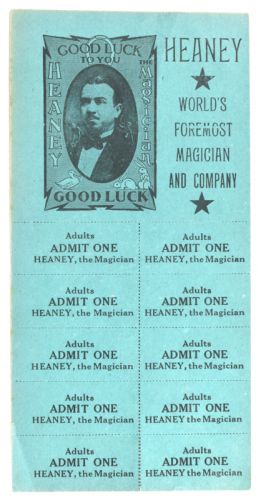 GOOD LUCK
TO YOU
HEANEY
THE
MAGICIAN
GOOD LUCK
HEANEY
WORLD'S
FOREMOST
MAGICIAN
AND COMPANY
Adults
ADMIT ONE
HEANEY, the Magician
Adults
ADMIT ONE
HEANEY, the Magician
Adults
ADMIT ONE
HEANEY, the Magician
Adults
ADMIT ONE
HEANEY, the Magician
Adults
ADMIT ONE
HEANEY, the Magician
Adults
ADMIT ONE
HEANEY, the Magician
Adults
ADMIT ONE
HEANEY, the Magician
Adults
ADMIT ONE
HEANEY, the Magician
Adults
ADMIT ONE
HEANEY, the Magician
Adults
ADMIT ONE
HEANEY, the Magician